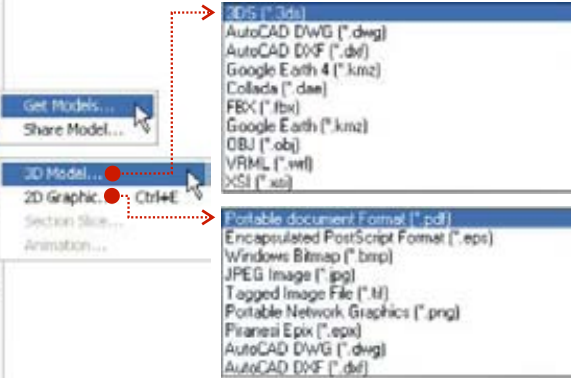 Get Models...
Share Model...
3D Model...
2D Graphic... Ctrl+E
Section Slice...
Animation...
3DS (*.3ds)
AutoCAD DWG (*.dwg)
AutoCAD DXF (*.dxf)
Google Earth 4 (*.kmz)
Collada (*.dae)
FBX (*.fbx)
Google Earth (*.kmz)
OBJ (*.obj)
VRML (*.wrl)
XSI (*.xsi)
Portable document Format (*.pdf)
Encapsulated PostScript Format (*.eps)
Windows Bitmap (*.bmp)
JPEG Image (*.jpg)
Tagged Image File (*.tif)
Portable Network Graphics (*.png)
Piranesi Epix (*.epx)
AutoCAD DWG (*.dwg)
AutoCAD DXF (*.dxf)